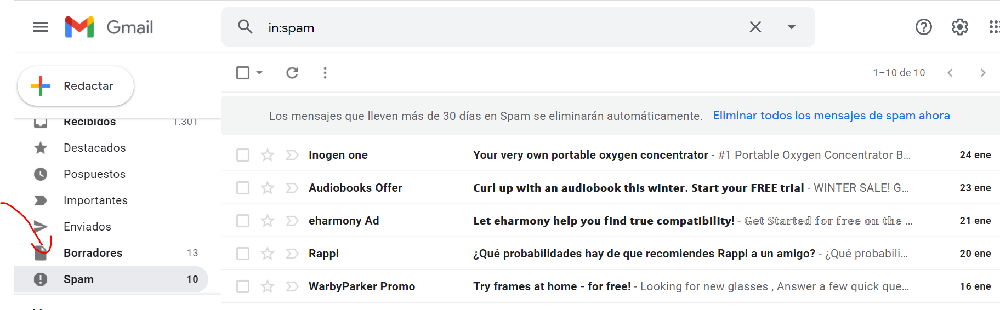 Gmail
in:spam
Redactar
1–10 de 10
Los mensajes que lleven más de 30 días en Spam se eliminarán automáticamente. Eliminar todos los mensajes de spam ahora
Recibidos 1.301
Destacados
Pospuestos
Importantes
Enviados
Borradores 13
Spam 10
Inogen one Your very own portable oxygen concentrator - #1 Portable Oxygen Concentrator B... 24 ene
Audiobooks Offer Curl up with an audiobook this winter. Start your FREE trial - WINTER SALE! G... 23 ene
eharmony Ad Let eharmony help you find true compatibility! - 𝔾𝕖𝕥 𝕊𝕥𝕒𝕣𝕥𝕖𝕕 𝕗𝕠𝕣 𝕗𝕣𝕖𝕖 𝕠𝕟 𝕥𝕙𝕖 ... 21 ene
Rappi ¿Qué probabilidades hay de que recomiendes Rappi a un amigo? - ¿Qué probabili... 20 ene
WarbyParker Promo Try frames at home - for free! - Looking for new glasses , Answer a few quick que... 16 ene